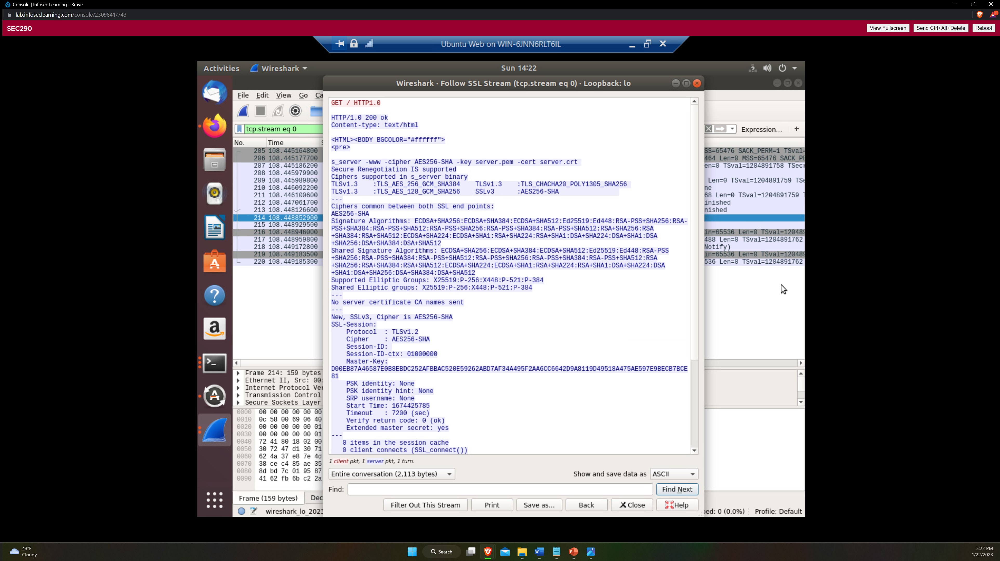 Console | Infosec Learning - Brave
lab.infoseclearning.com/console/2309841/743
1
SEC290
View Fullscreen
Send Ctrl+Alt+Delete
Reboot
Ubuntu Web on WIN-6JNN6RLT6IL
Activities
Wireshark
Sun 14:22
Wireshark · Follow SSL Stream (tcp.stream eq 0) · Loopback: lo
File Edit View Go Ca
tcp.stream eq 0
Expression... +
No. Time
205 108.445164800
206 108.445177700
207 108.445186200
208 108.445979900
209 108.445989800
210 108.446092200
211 108.446100600
212 108.447061700
213 108.448126600
214 108.448852900
215 108.448929500
216 108.448946000
217 108.448959800
218 108.449172800
219 108.449183500
220 108.449185300
SS=65476 SACK_PERM=1 TSval=
464 Len=0 MSS=65476 SACK_PE
en=0 TSval=1204891758 TSecr
Len=0 TSval=1204891759 TSe
ne
68 Len=0 TSval=1204891759
inished
nished
in=65536 Len=0 TSval=120489
488 Len=0 TSval=1204891762
Notify)
in=65536 Len=0 TSval=120489
536 Len=0 TSval=1204891762
GET / HTTP1.0
HTTP/1.0 200 ok
Content-type: text/html
<HTML><BODY BGCOLOR="#ffffff">
<pre>
s_server -www -cipher AES256-SHA -key server.pem -cert server.crt
Secure Renegotiation IS supported
Ciphers supported in s_server binary
TLSv1.3 :TLS_AES_256_GCM_SHA384 TLSv1.3 :TLS_CHACHA20_POLY1305_SHA256
TLSv1.3 :TLS_AES_128_GCM_SHA256 SSLv3 :AES256-SHA
---
Ciphers common between both SSL end points:
AES256-SHA
Signature Algorithms: ECDSA+SHA256:ECDSA+SHA384:ECDSA+SHA512:Ed25519:Ed448:RSA-PSS+SHA256:RSA-
PSS+SHA384:RSA-PSS+SHA512:RSA-PSS+SHA256:RSA-PSS+SHA384:RSA-PSS+SHA512:RSA+SHA256:RSA
+SHA384:RSA+SHA512:ECDSA+SHA224:ECDSA+SHA1:RSA+SHA224:RSA+SHA1:DSA+SHA224:DSA+SHA1:DSA
+SHA256:DSA+SHA384:DSA+SHA512
Shared Signature Algorithms: ECDSA+SHA256:ECDSA+SHA384:ECDSA+SHA512:Ed25519:Ed448:RSA-PSS
+SHA256:RSA-PSS+SHA384:RSA-PSS+SHA512:RSA-PSS+SHA256:RSA-PSS+SHA384:RSA-PSS+SHA512:RSA
+SHA256:RSA+SHA384:RSA+SHA512:ECDSA+SHA224:ECDSA+SHA1:RSA+SHA224:RSA+SHA1:DSA+SHA224:DSA
+SHA1:DSA+SHA256:DSA+SHA384:DSA+SHA512
Supported Elliptic Groups: X25519:P-256:X448:P-521:P-384
Shared Elliptic groups: X25519:P-256:X448:P-521:P-384
---
No server certificate CA names sent
---
New, SSLv3, Cipher is AES256-SHA
SSL-Session:
Protocol : TLSv1.2
Cipher : AES256-SHA
Session-ID:
Session-ID-ctx: 01000000
Master-Key:
D00EB87A46587E0B8EBDC252AFBBAC520E59262ABD7AF34A495F2AA6CC6642D9A8119D49518A475AE597E9BECB7BCE
81
PSK identity: None
PSK identity hint: None
SRP username: None
Start Time: 1674425785
Timeout : 7200 (sec)
Verify return code: 0 (ok)
Extended master secret: yes
---
0 items in the session cache
0 client connects (SSL_connect())
Frame 214: 159 bytes
Ethernet II, Src: 00:
Internet Protocol Ver
Transmission Control
Secure Sockets Layer
0000 00 00 00 00 00 00
0010 0c 58 00 69 06 40
0020 00 00 00 00 00 01
0030 00 00 00 00 00 01
0040 72 41 80 18 02 00
0050 30 72 47 d1 30 71
0060 62 4a 37 e8 7e 4d
0070 38 ce c4 85 ae 35
0080 8d bd 7c 01 95 87
0090 41 62 fb 6b c2 2a
1 client pkt, 1 server pkt, 1 turn.
Entire conversation (2,113 bytes)
Show and save data as ASCII
Find:
Find Next
Filter Out This Stream
Print
Save as...
Back
Close
Help
Frame (159 bytes)
Dec
wireshark_lo_2023
ped: 0 (0.0%)
Profile: Default
43°F
Cloudy
Search
5:22 PM
1/22/2023